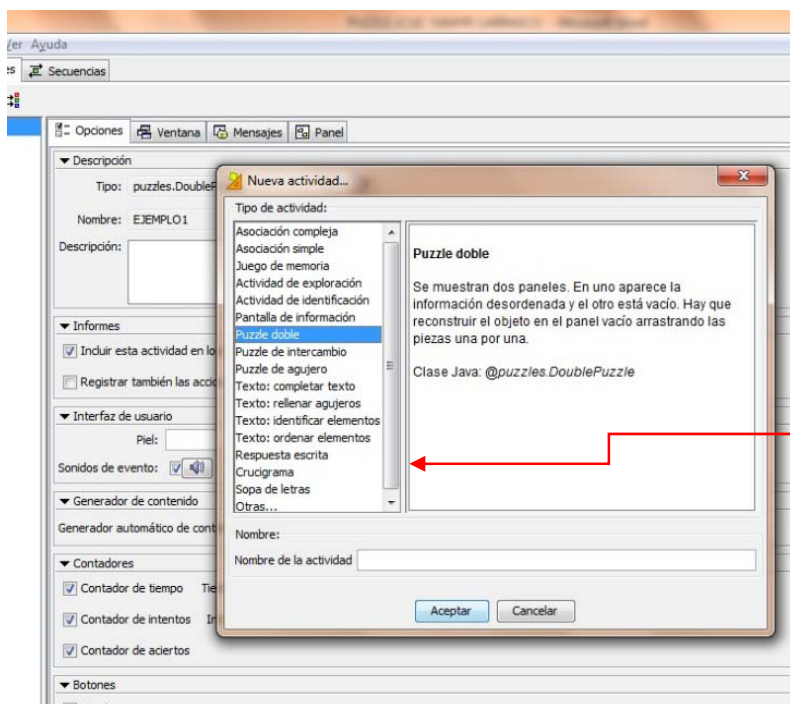 Ver Ayuda
es Secuencias
Opciones Ventana Mensajes Panel
Descripción
Tipo: puzzles.DoubleP
Nombre: EJEMPLO1
Descripción:
Informes
Incluir esta actividad en lo
Registrar también las acci
Interfaz de usuario
Piel:
Sonidos de evento:
Generador de contenido
Generador automático de cont
Contadores
Contador de tiempo Tie
Contador de intentos In
Contador de aciertos
Botones
Nueva actividad...
Tipo de actividad:
Asociación compleja
Asociación simple
Juego de memoria
Actividad de exploración
Actividad de identificación
Pantalla de información
Puzzle doble
Puzzle de intercambio
Puzzle de agujero
Texto: completar texto
Texto: rellenar agujeros
Texto: identificar elementos
Texto: ordenar elementos
Respuesta escrita
Crucigrama
Sopa de letras
Otras...
Puzzle doble
Se muestran dos paneles. En uno aparece la
información desordenada y el otro está vacío. Hay que
reconstruir el objeto en el panel vacío arrastrando las
piezas una por una.
Clase Java: @puzzles.DoublePuzzle
Nombre:
Nombre de la actividad
Aceptar Cancelar